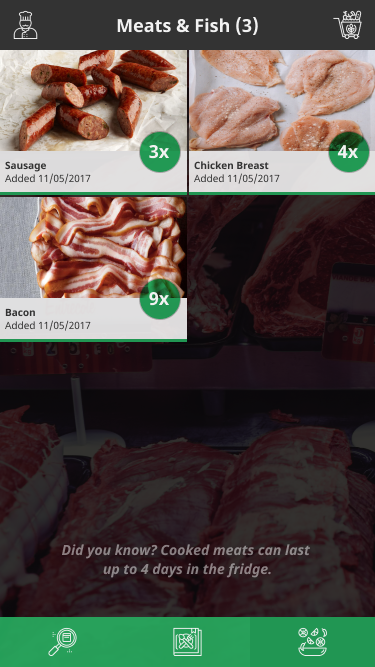 Meats & Fish (3)
3x
Sausage
Added 11/05/2017
4x
Chicken Breast
Added 11/05/2017
9x
Bacon
Added 11/05/2017
Did you know? Cooked meats can last
up to 4 days in the fridge.